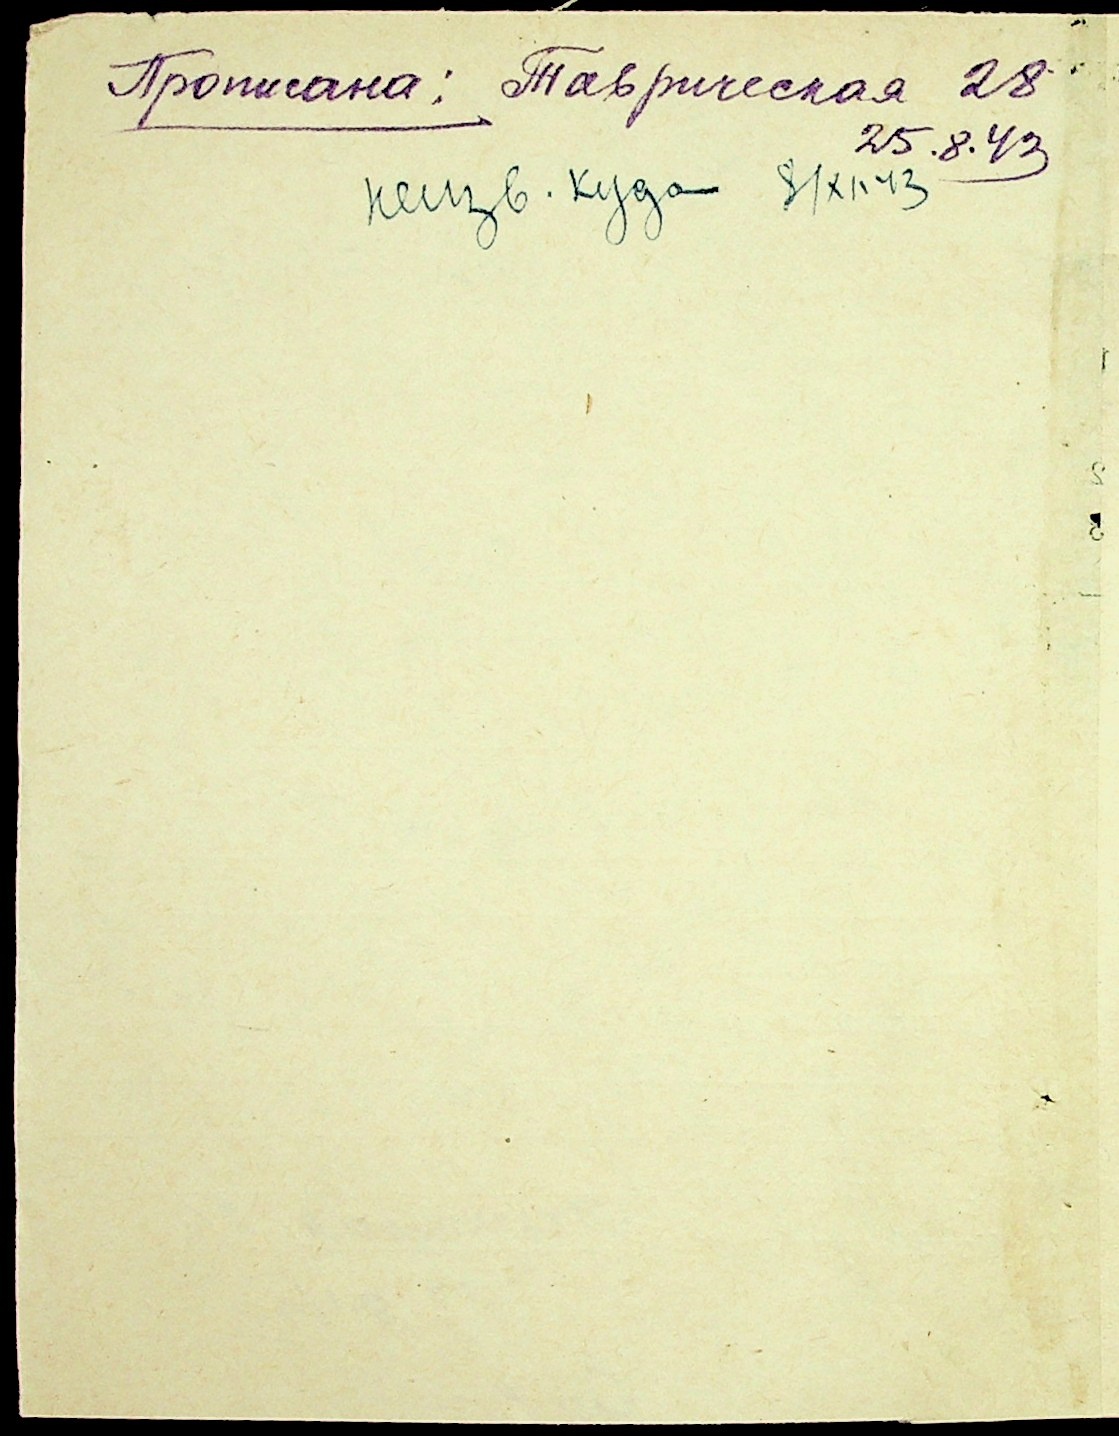 Прописана: Таврическая 28
25.8.43
неизв. куда 8/XI.43